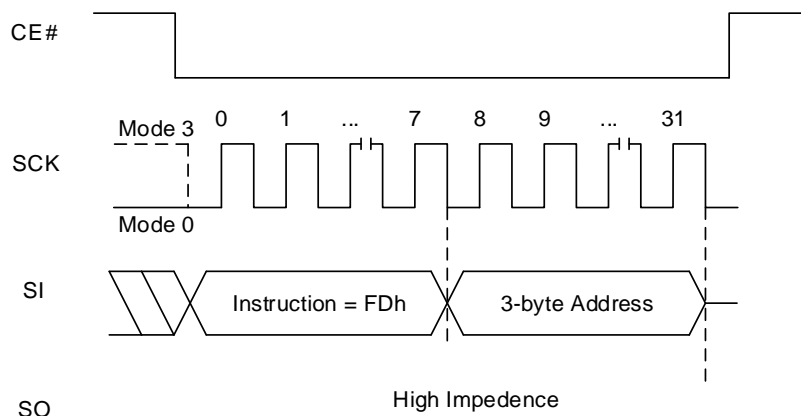 CE#
0 1 ... 7 8 9 ... 31
Mode 3
SCK
Mode 0
SI
Instruction = FDh
3-byte Address
High Impedence
SO